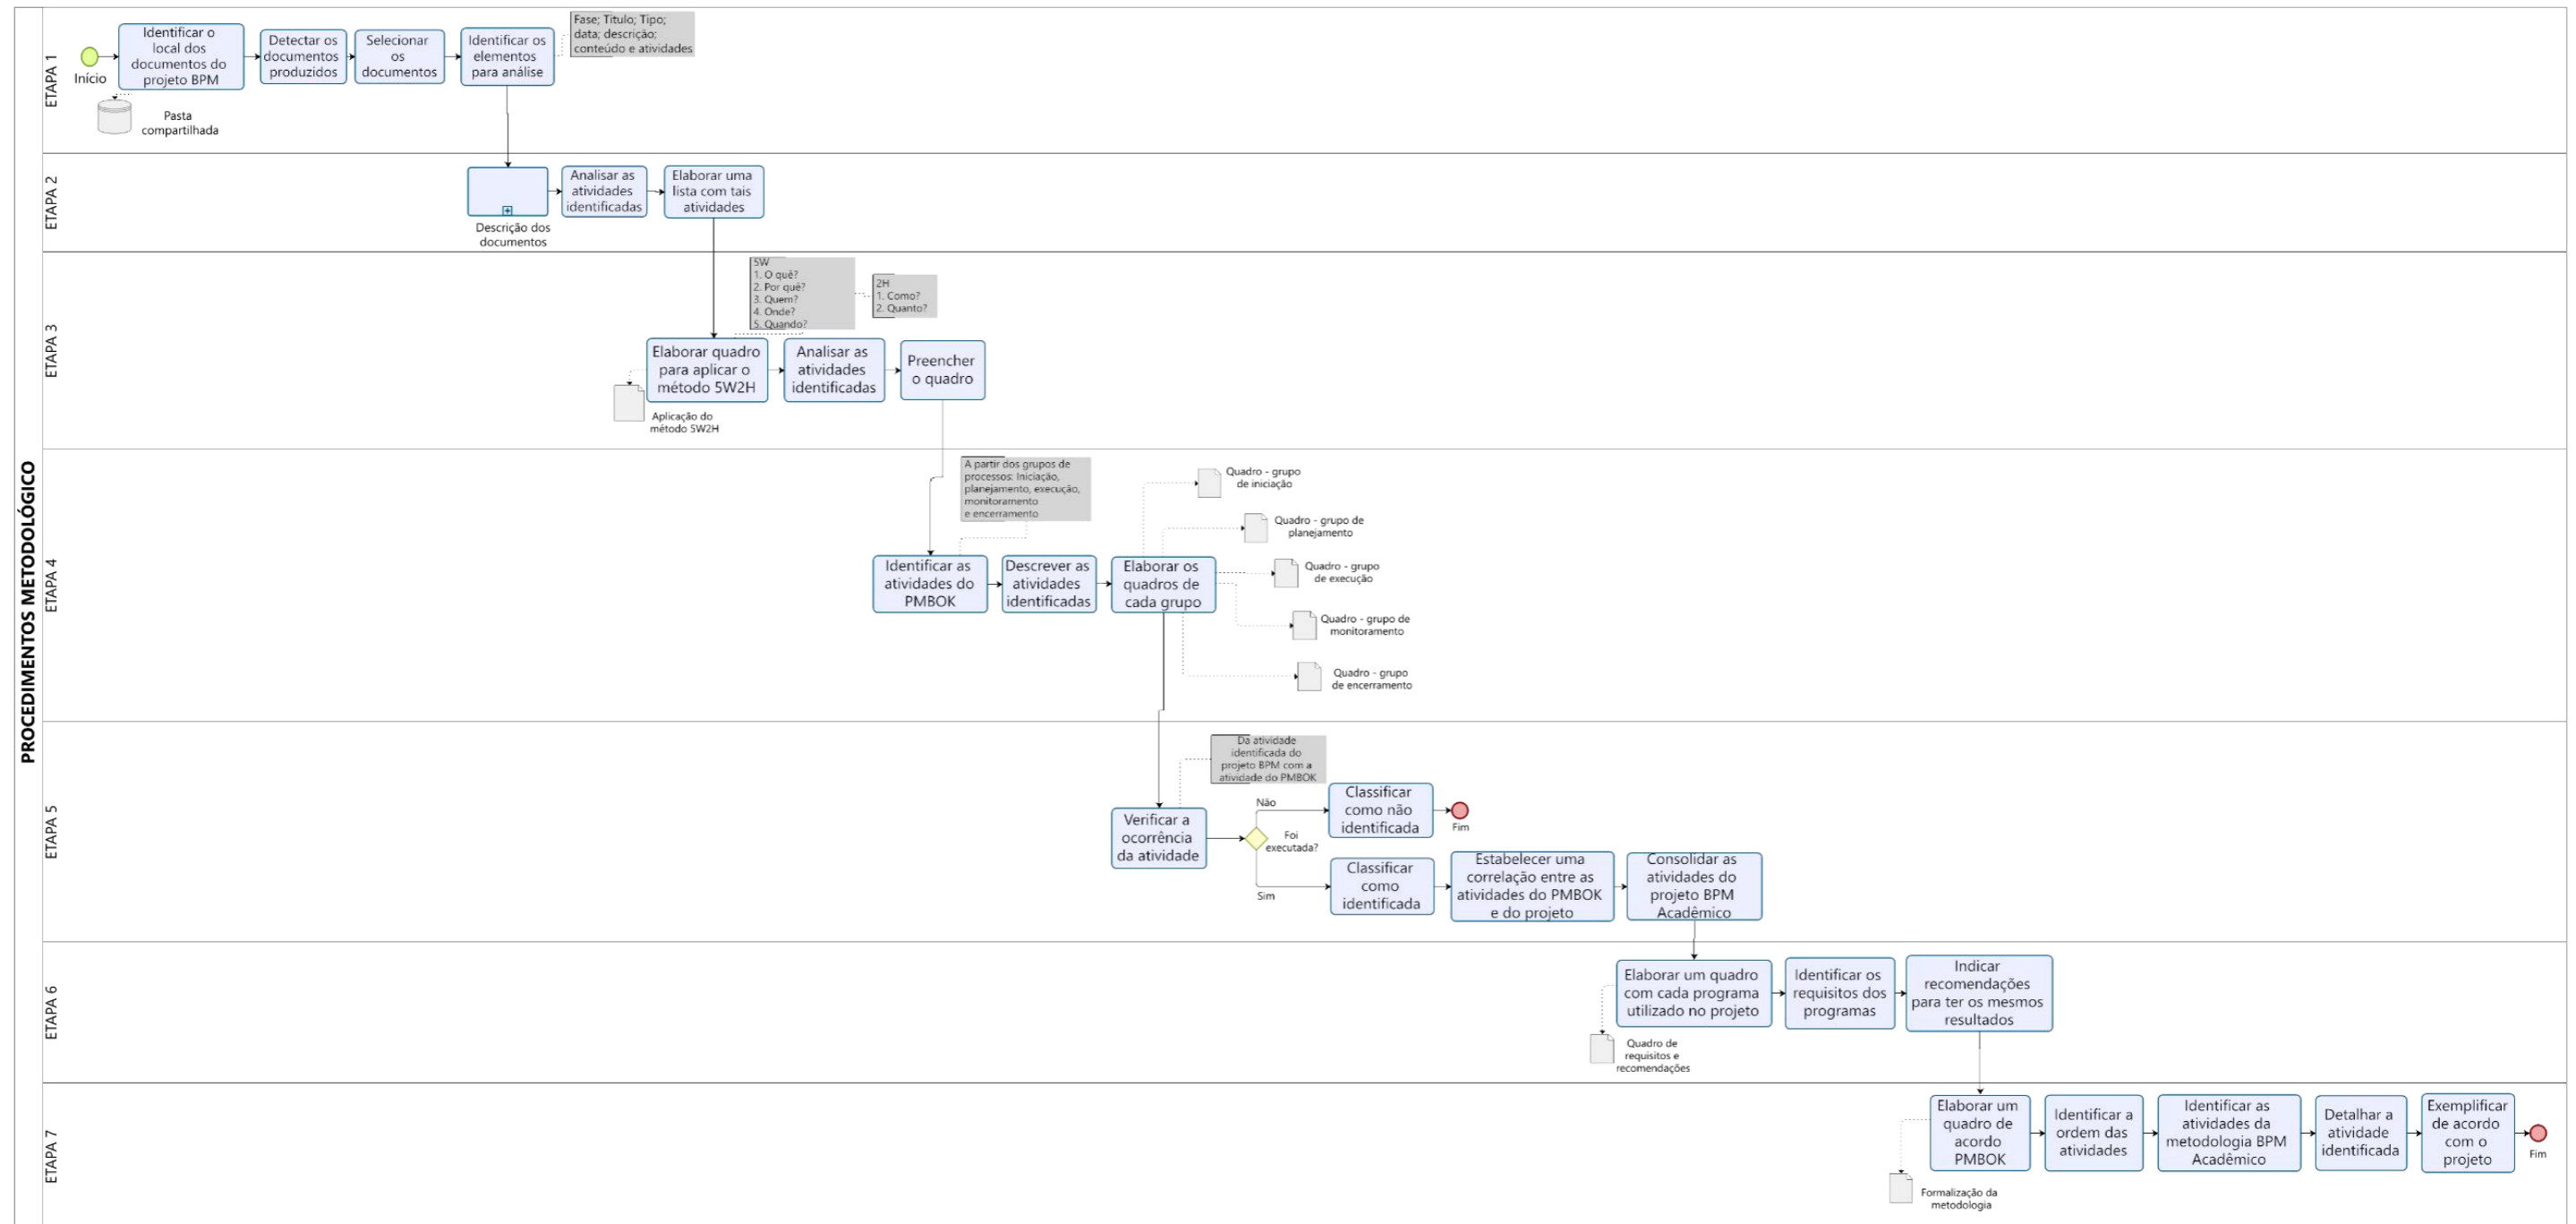 PROCEDIMENTOS METODOLÓGICO
ETAPA 1
Início
Identificar o
local dos
documentos do
projeto BPM
Pasta
compartilhada
Detectar os
documentos
produzidos
Selecionar
os
documentos
Identificar os
elementos
para análise
Fase; Titulo; Tipo;
data; descrição;
conteúdo e atividades
ETAPA 2
Descrição dos
documentos
Analisar as
atividades
identificadas
Elaborar uma
lista com tais
atividades
ETAPA 3
5W
1. O quê?
2. Por quê?
3. Quem?
4. Onde?
5. Quando?
2H
1. Como?
2. Quanto?
Elaborar quadro
para aplicar o
método 5W2H
Aplicação do
método 5W2H
Analisar as
atividades
identificadas
Preencher
o quadro
ETAPA 4
A partir dos grupos de
processos: Iniciação,
planejamento, execução,
monitoramento
e encerramento
Identificar as
atividades do
PMBOK
Descrever as
atividades
identificadas
Elaborar os
quadros de
cada grupo
Quadro - grupo
de iniciação
Quadro - grupo de
planejamento
Quadro - grupo
de execução
Quadro - grupo de
monitoramento
Quadro - grupo
de encerramento
ETAPA 5
Da atividade
identificada do
projeto BPM com a
atividade do PMBOK
Verificar a
ocorrência
da atividade
Foi
executada?
Não
Classificar
como não
identificada
Fim
Sim
Classificar
como
identificada
Estabelecer uma
correlação entre as
atividades do PMBOK
e do projeto
Consolidar as
atividades do
projeto BPM
Acadêmico
ETAPA 6
Elaborar um quadro
com cada programa
utilizado no projeto
Quadro de
requisitos e
recomendações
Identificar os
requisitos dos
programas
Indicar
recomendações
para ter os mesmos
resultados
ETAPA 7
Elaborar um
quadro de
acordo
PMBOK
Formalização da
metodologia
Identificar a
ordem das
atividades
Identificar as
atividades da
metodologia BPM
Acadêmico
Detalhar a
atividade
identificada
Exemplificar
de acordo
com o
projeto
Fim